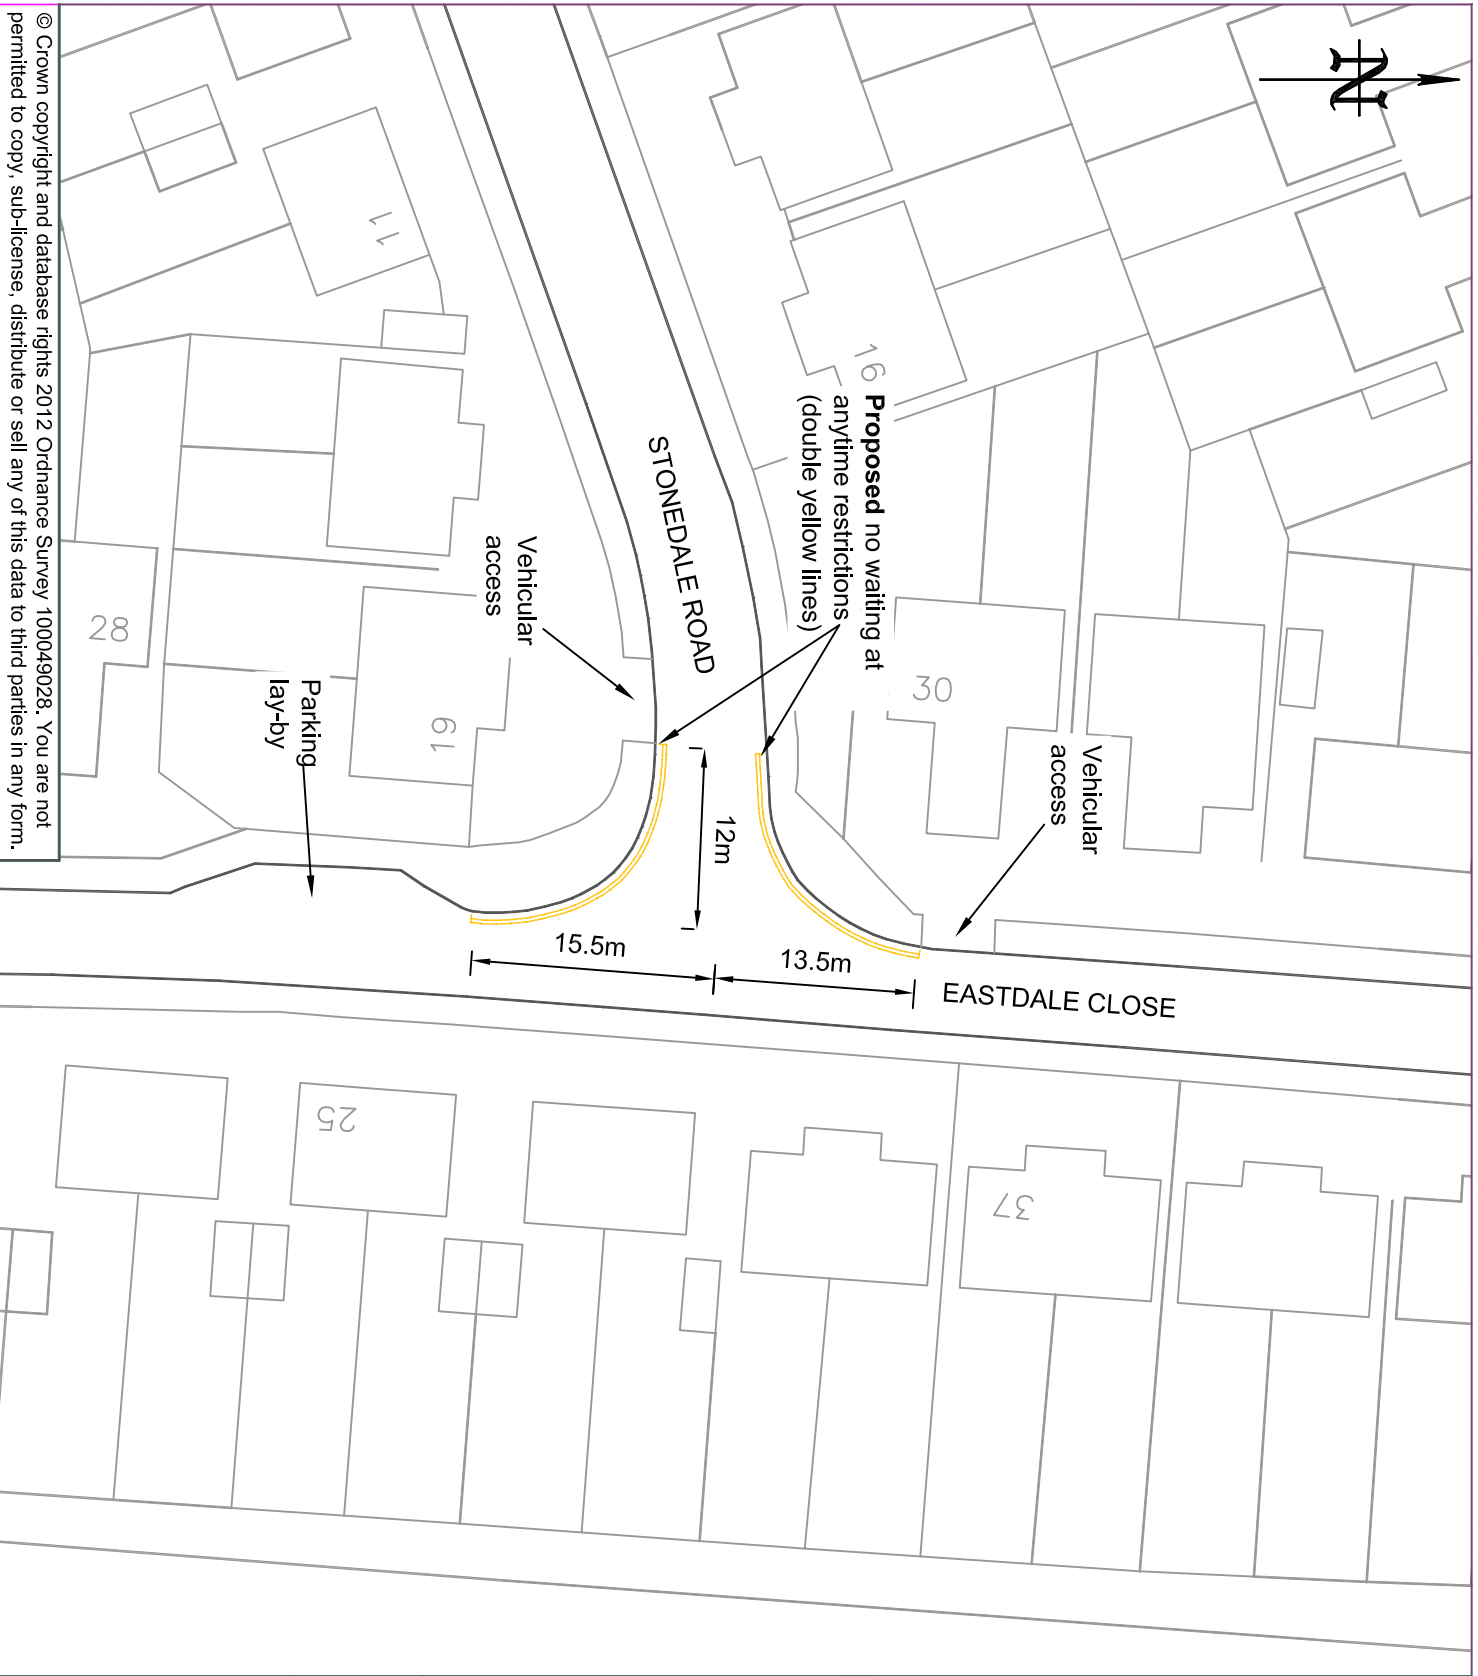 N
11
16
Proposed no waiting at
anytime restrictions
(double yellow lines)
STONEDALE ROAD
Vehicular
access
30
Vehicular
access
28
19
Parking
lay-by
12m
15.5m
13.5m
EASTDALE CLOSE
25
37
© Crown copyright and database rights 2012 Ordnance Survey 100049028. You are not
permitted to copy, sub-license, distribute or sell any of this data to third parties in any form.